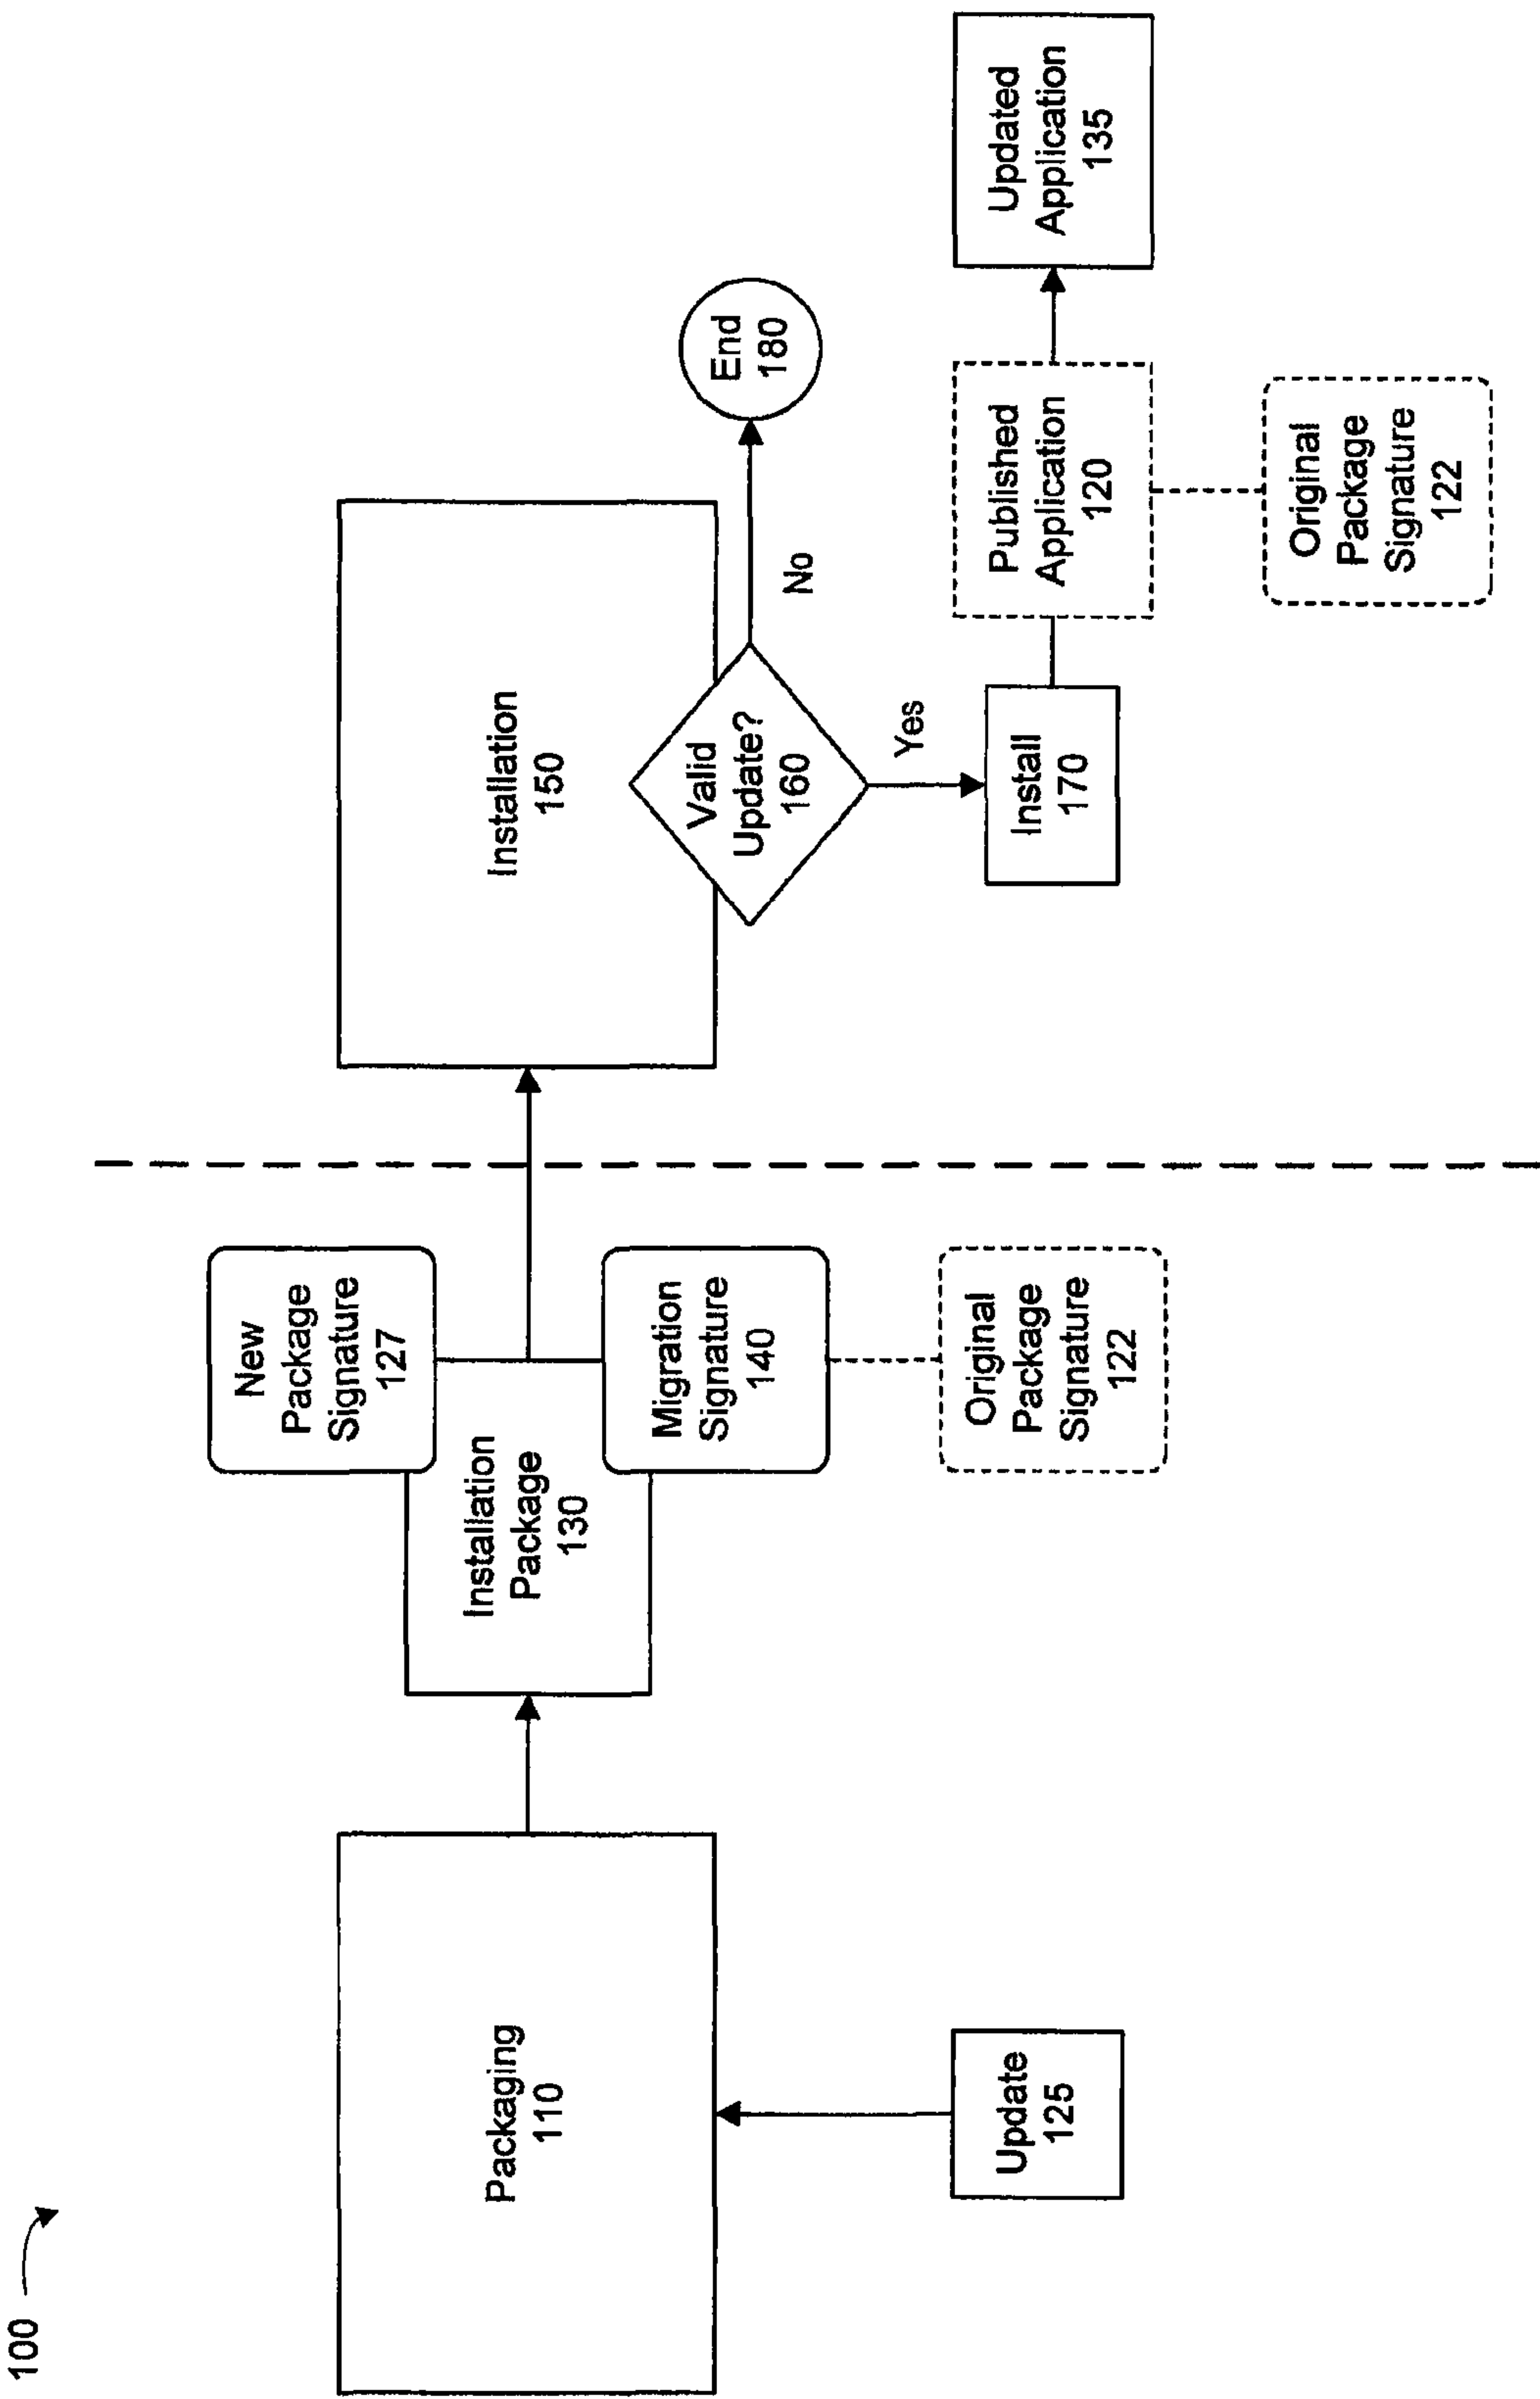 100
Packaging
110
Update
125
Installation
Package
130
New
Package
Signature
127
Migration
Signature
140
Original
Package
Signature
122
Installation
150
Valid
Update?
160
No
End
180
Yes
Install
170
Published
Application
120
Original
Package
Signature
122
Updated
Application
135